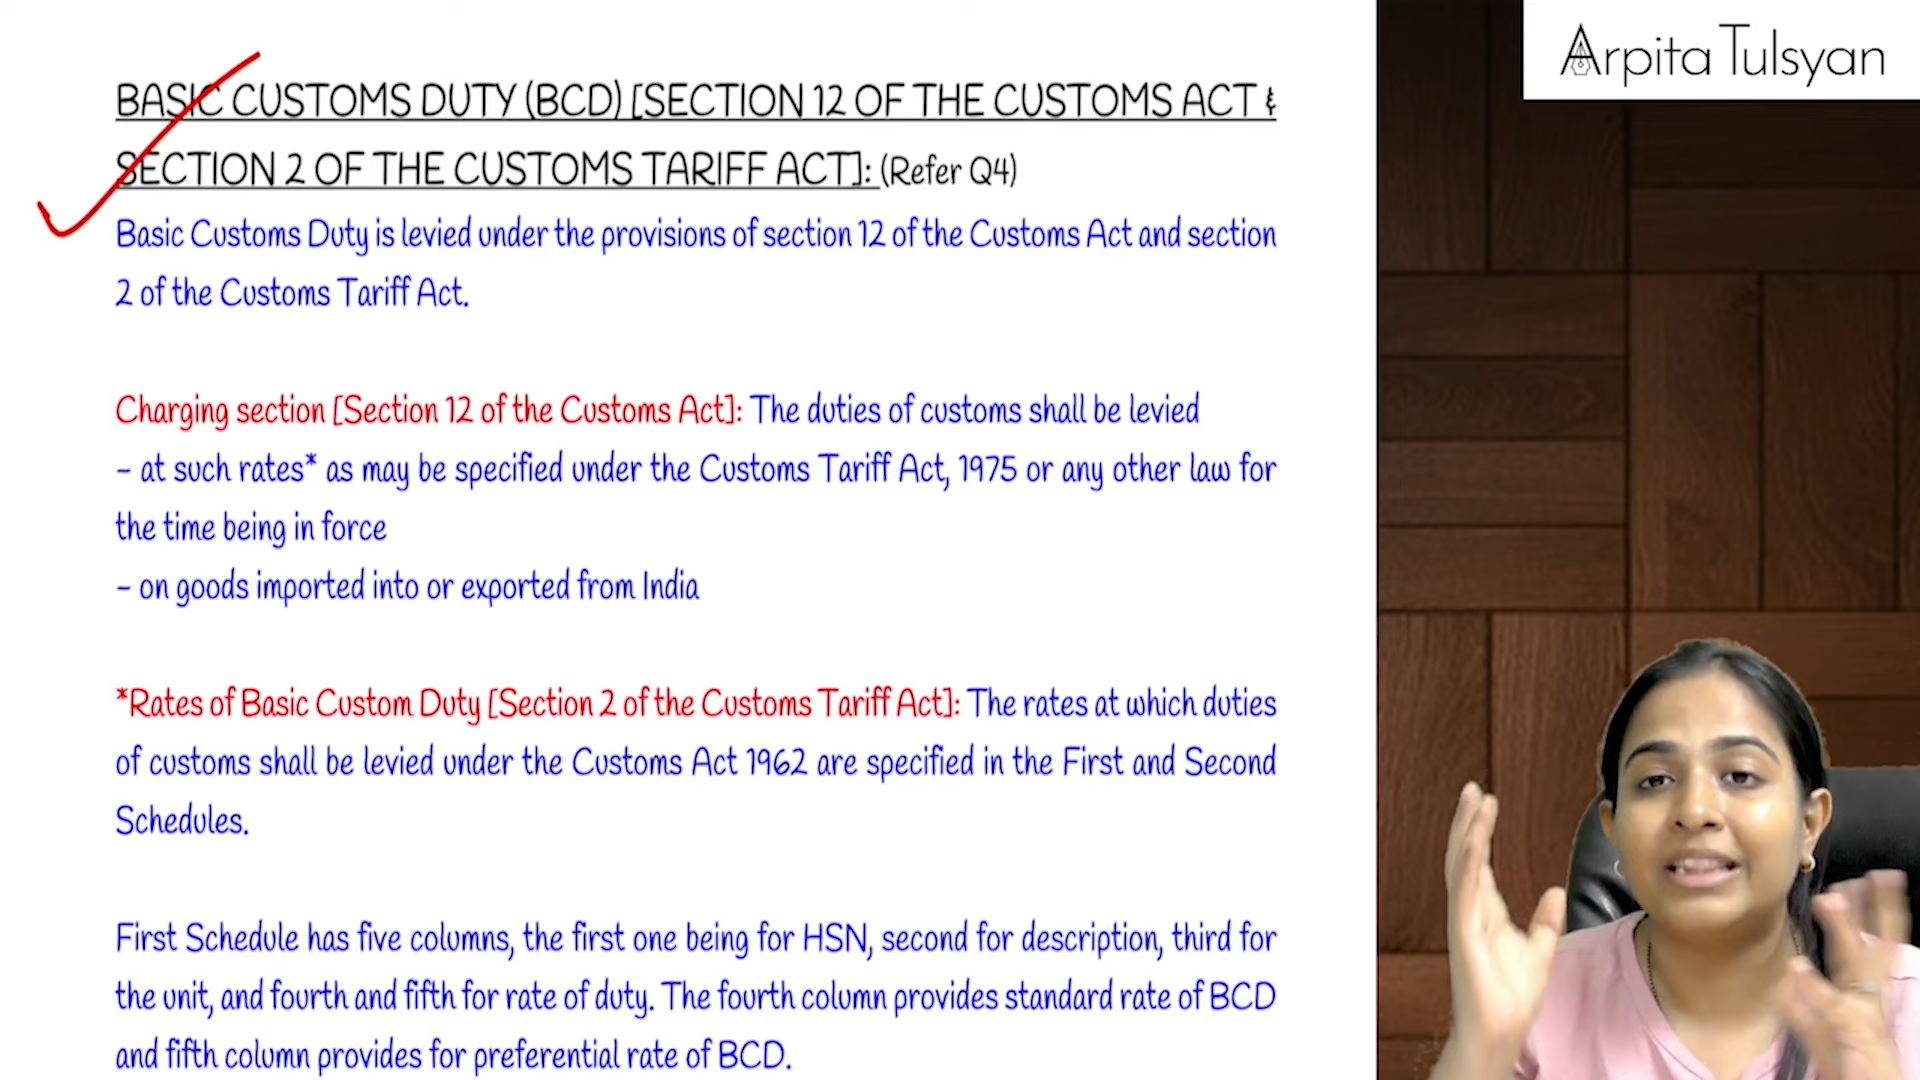 Arpita Tulsyan
BASIC CUSTOMS DUTY (BCD) [SECTION 12 OF THE CUSTOMS ACT &
SECTION 2 OF THE CUSTOMS TARIFF ACT]: (Refer Q4)
Basic Customs Duty is levied under the provisions of section 12 of the Customs Act and section
2 of the Customs Tariff Act.
Charging section [Section 12 of the Customs Act]: The duties of customs shall be levied
- at such rates* as may be specified under the Customs Tariff Act, 1975 or any other law for
the time being in force
- on goods imported into or exported from India
*Rates of Basic Custom Duty [Section 2 of the Customs Tariff Act]: The rates at which duties
of customs shall be levied under the Customs Act 1962 are specified in the First and Second
Schedules.
First Schedule has five columns, the first one being for HSN, second for description, third for
the unit, and fourth and fifth for rate of duty. The fourth column provides standard rate of BCD
and fifth column provides for preferential rate of BCD.